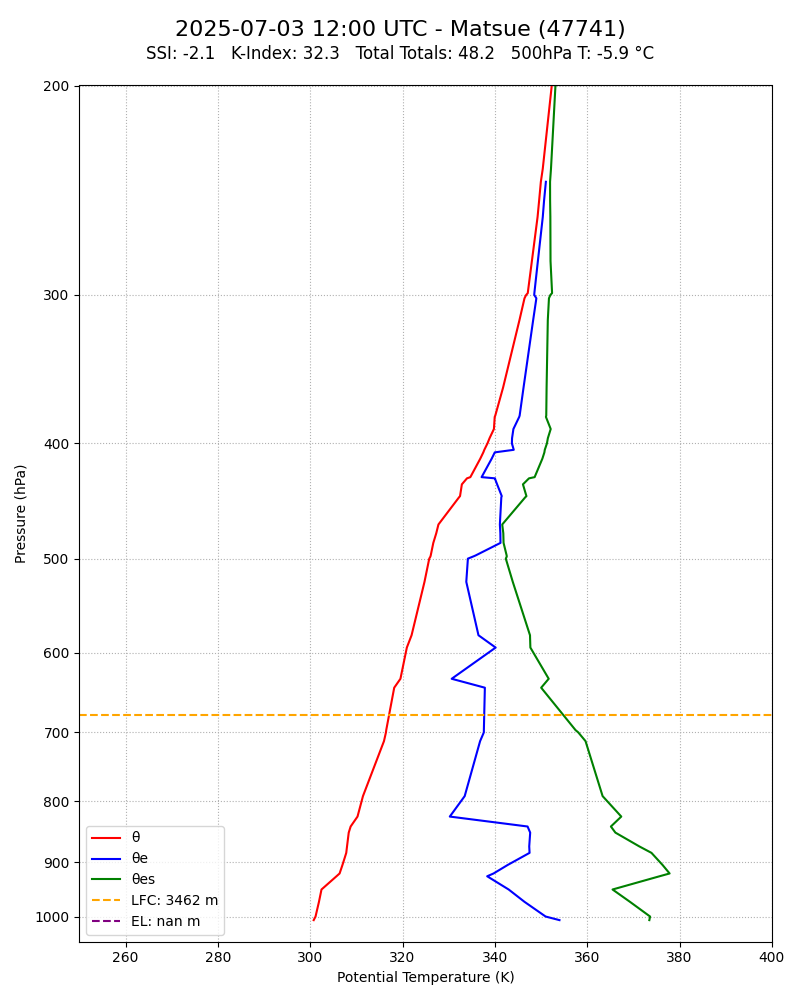 2025-07-03 12:00 UTC - Matsue (47741)
SSI: -2.1   K-Index: 32.3   Total Totals: 48.2   500hPa T: -5.9 °C
200
300
400
500
600
700
800
900
1000
Pressure (hPa)
θ
θe
θes
LFC: 3462 m
EL: nan m
260
280
300
320
340
360
380
400
Potential Temperature (K)